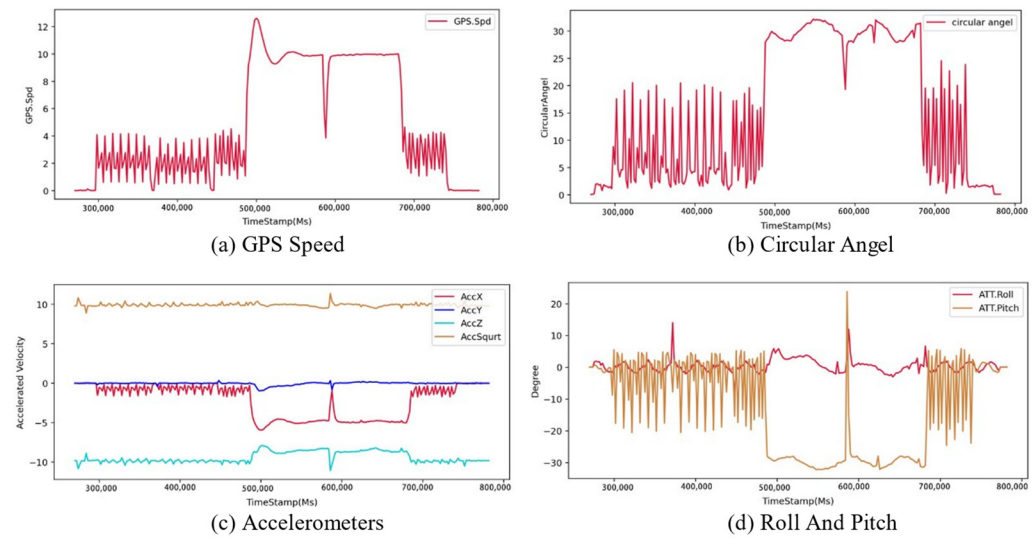 GPS.Spd
12
10
8
6
4
2
0
GPS.Spd
300,000 400,000 500,000 600,000 700,000 800,000
TimeStamp(Ms)
(a) GPS Speed
circular angel
30
25
20
15
10
5
0
CircularAngel
300,000 400,000 500,000 600,000 700,000 800,000
TimeStamp(Ms)
(b) Circular Angel
AccX
AccY
AccZ
AccSqurt
10
5
0
−5
−10
Accelerated Velocity
300,000 400,000 500,000 600,000 700,000 800,000
TimeStamp(Ms)
(c) Accelerometers
ATT.Roll
ATT.Pitch
20
10
0
−10
−20
−30
Degree
300,000 400,000 500,000 600,000 700,000 800,000
TimeStamp(Ms)
(d) Roll And Pitch